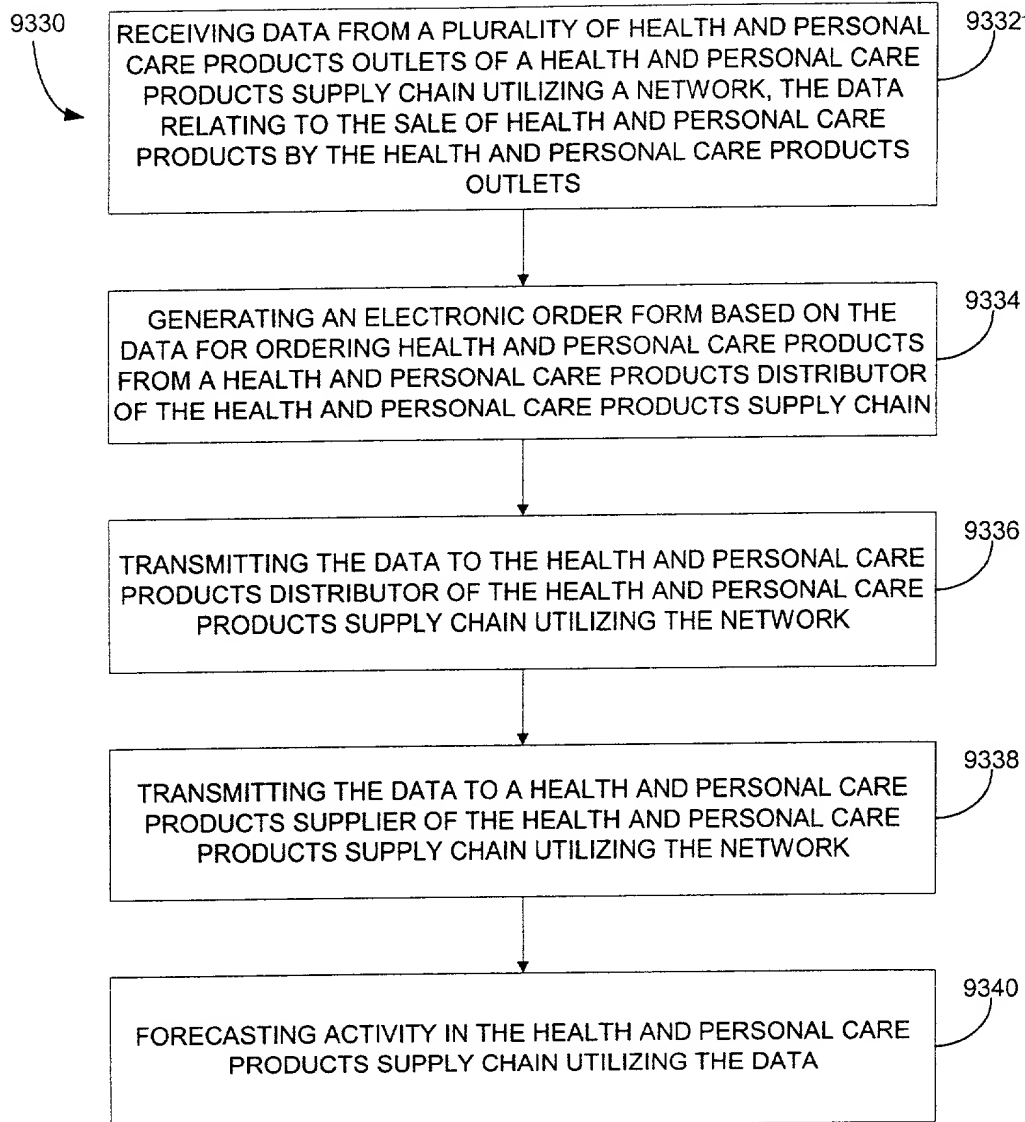 9330
RECEIVING DATA FROM A PLURALITY OF HEALTH AND PERSONAL
CARE PRODUCTS OUTLETS OF A HEALTH AND PERSONAL CARE
PRODUCTS SUPPLY CHAIN UTILIZING A NETWORK, THE DATA
RELATING TO THE SALE OF HEALTH AND PERSONAL CARE
PRODUCTS BY THE HEALTH AND PERSONAL CARE PRODUCTS
OUTLETS
9332
GENERATING AN ELECTRONIC ORDER FORM BASED ON THE
DATA FOR ORDERING HEALTH AND PERSONAL CARE PRODUCTS
FROM A HEALTH AND PERSONAL CARE PRODUCTS DISTRIBUTOR
OF THE HEALTH AND PERSONAL CARE PRODUCTS SUPPLY CHAIN
9334
TRANSMITTING THE DATA TO THE HEALTH AND PERSONAL CARE
PRODUCTS DISTRIBUTOR OF THE HEALTH AND PERSONAL CARE
PRODUCTS SUPPLY CHAIN UTILIZING THE NETWORK
9336
TRANSMITTING THE DATA TO A HEALTH AND PERSONAL CARE
PRODUCTS SUPPLIER OF THE HEALTH AND PERSONAL CARE
PRODUCTS SUPPLY CHAIN UTILIZING THE NETWORK
9338
FORECASTING ACTIVITY IN THE HEALTH AND PERSONAL CARE
PRODUCTS SUPPLY CHAIN UTILIZING THE DATA
9340